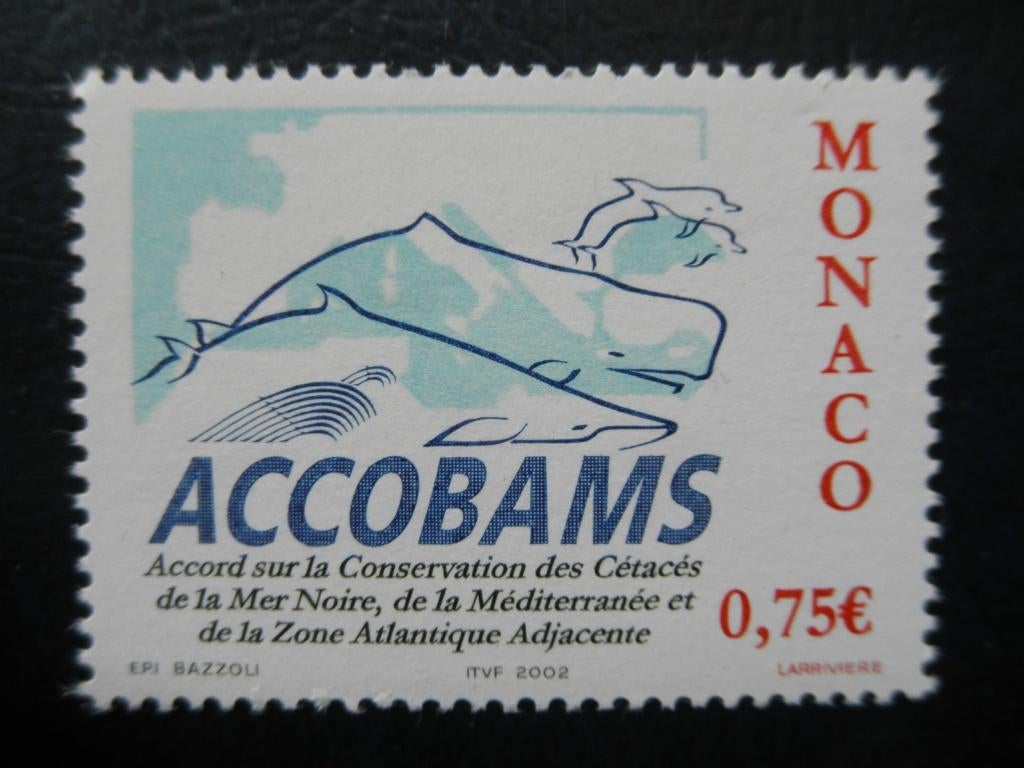 MONACO
ACCOBAMS
Accord sur la Conservation des Cétacés
de la Mer Noire, de la Méditerranée et
de la Zone Atlantique Adjacente
0,75€
EPI BAZZOLI
ITVF 2002
LARRIVIERE